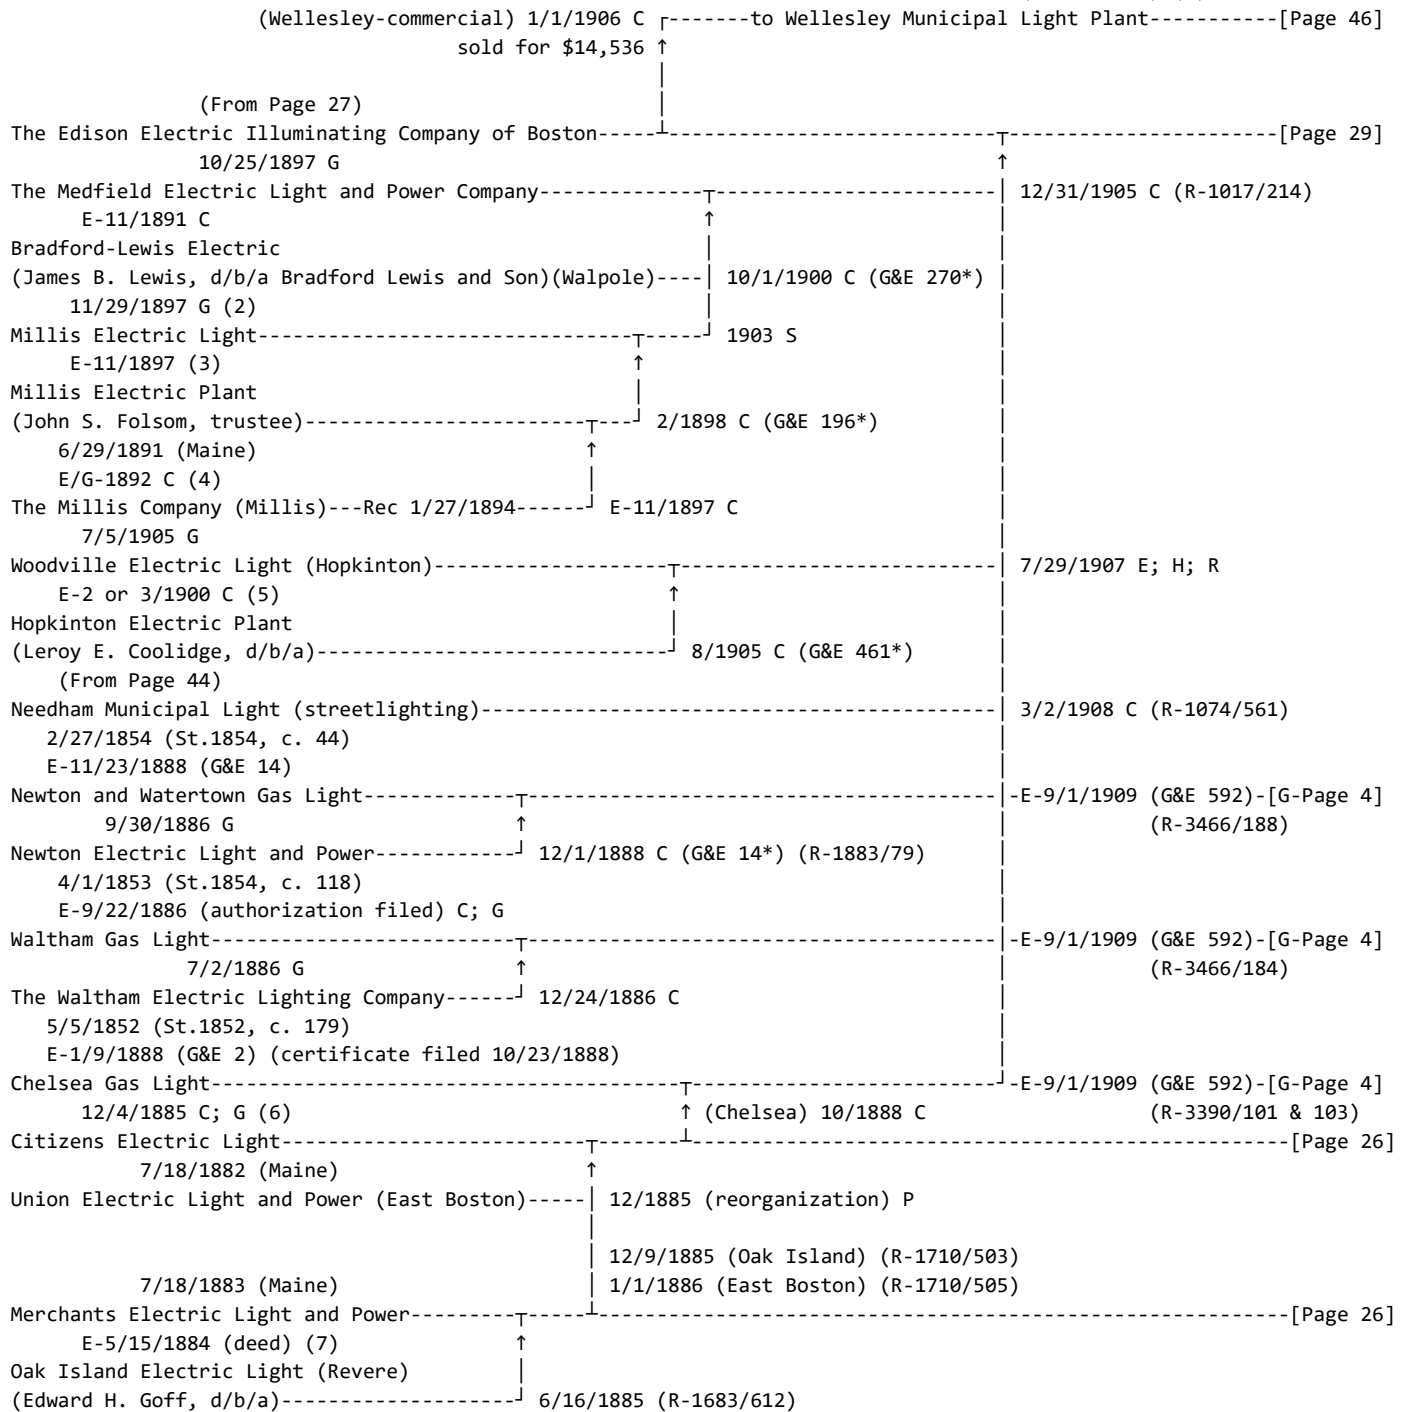 (Wellesley-commercial) 1/1/1906 C ┌-------to Wellesley Municipal Light Plant-----------[Page 46]
sold for $14,536 ↑
(From Page 27)
The Edison Electric Illuminating Company of Boston-----┴----------------------------┬-----------------------[Page 29]
10/25/1897 G ↑
The Medfield Electric Light and Power Company--------------┬------------------------│ 12/31/1905 C (R-1017/214)
E-11/1891 C ↑
Bradford-Lewis Electric
(James B. Lewis, d/b/a Bradford Lewis and Son)(Walpole)----│ 10/1/1900 C (G&E 270*)
11/29/1897 G (2)
Millis Electric Light--------------------------------┬-----┘ 1903 S
E-11/1897 (3) ↑
Millis Electric Plant
(John S. Folsom, trustee)------------------------┬---┘ 2/1898 C (G&E 196*)
6/29/1891 (Maine) ↑
E/G-1892 C (4)
The Millis Company (Millis)---Rec 1/27/1894------┘ E-11/1897 C
7/5/1905 G
Woodville Electric Light (Hopkinton)--------------------┬---------------------------│ 7/29/1907 E; H; R
E-2 or 3/1900 C (5) ↑
Hopkinton Electric Plant
(Leroy E. Coolidge, d/b/a)------------------------------┘ 8/1905 C (G&E 461*)
(From Page 44)
Needham Municipal Light (streetlighting)--------------------------------------------│ 3/2/1908 C (R-1074/561)
2/27/1854 (St.1854, c. 44)
E-11/23/1888 (G&E 14)
Newton and Watertown Gas Light-------------┬----------------------------------------│-E-9/1/1909 (G&E 592)-[G-Page 4]
9/30/1886 G ↑ (R-3466/188)
Newton Electric Light and Power------------┘ 12/1/1888 C (G&E 14*) (R-1883/79)
4/1/1853 (St.1854, c. 118)
E-9/22/1886 (authorization filed) C; G
Waltham Gas Light--------------------------┬----------------------------------------│-E-9/1/1909 (G&E 592)-[G-Page 4]
7/2/1886 G ↑ (R-3466/184)
The Waltham Electric Lighting Company------┘ 12/24/1886 C
5/5/1852 (St.1852, c. 179)
E-1/9/1888 (G&E 2) (certificate filed 10/23/1888)
Chelsea Gas Light----------------------------------------┬--------------------------┘-E-9/1/1909 (G&E 592)-[G-Page 4]
12/4/1885 C; G (6) ↑ (Chelsea) 10/1888 C (R-3390/101 & 103)
Citizens Electric Light--------------------------┬-------┴---------------------------------------------------[Page 26]
7/18/1882 (Maine) ↑
Union Electric Light and Power (East Boston)-----│ 12/1885 (reorganization) P
│ 12/9/1885 (Oak Island) (R-1710/503)
7/18/1883 (Maine) │ 1/1/1886 (East Boston) (R-1710/505)
Merchants Electric Light and Power---------┬-----┴-----------------------------------------------------------[Page 26]
E-5/15/1884 (deed) (7) ↑
Oak Island Electric Light (Revere)
(Edward H. Goff, d/b/a)--------------------┘ 6/16/1885 (R-1683/612)